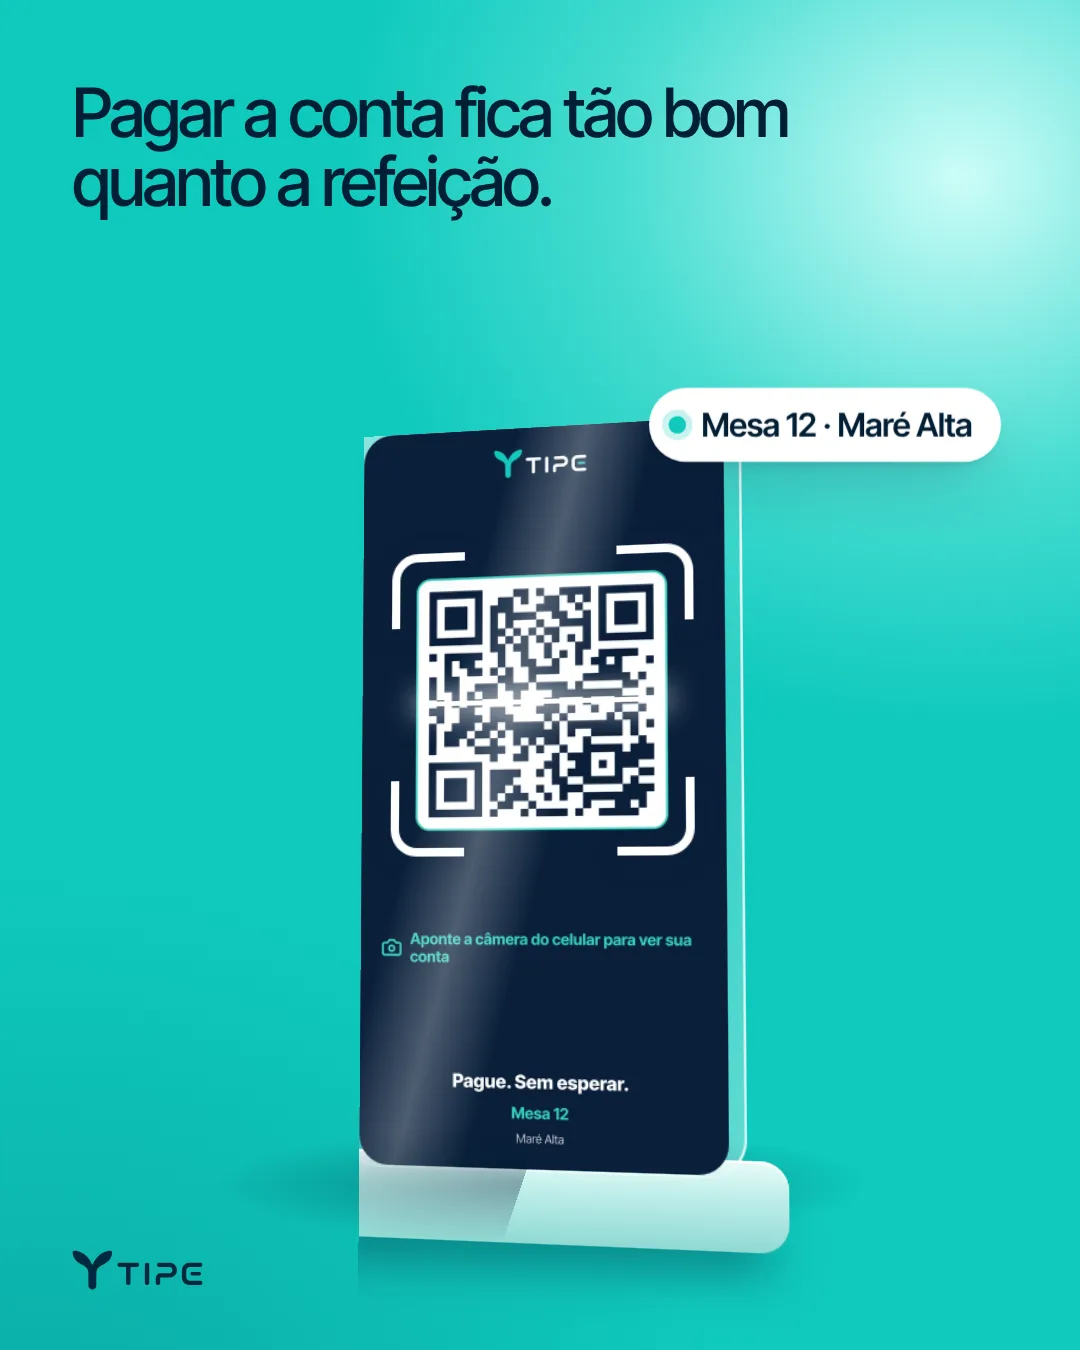 Pagar a conta fica tão bom
quanto a refeição.
Mesa 12 · Maré Alta
TIPE
Aponte a câmera do celular para ver sua
conta
Pague. Sem esperar.
Mesa 12
Maré Alta
TIPE